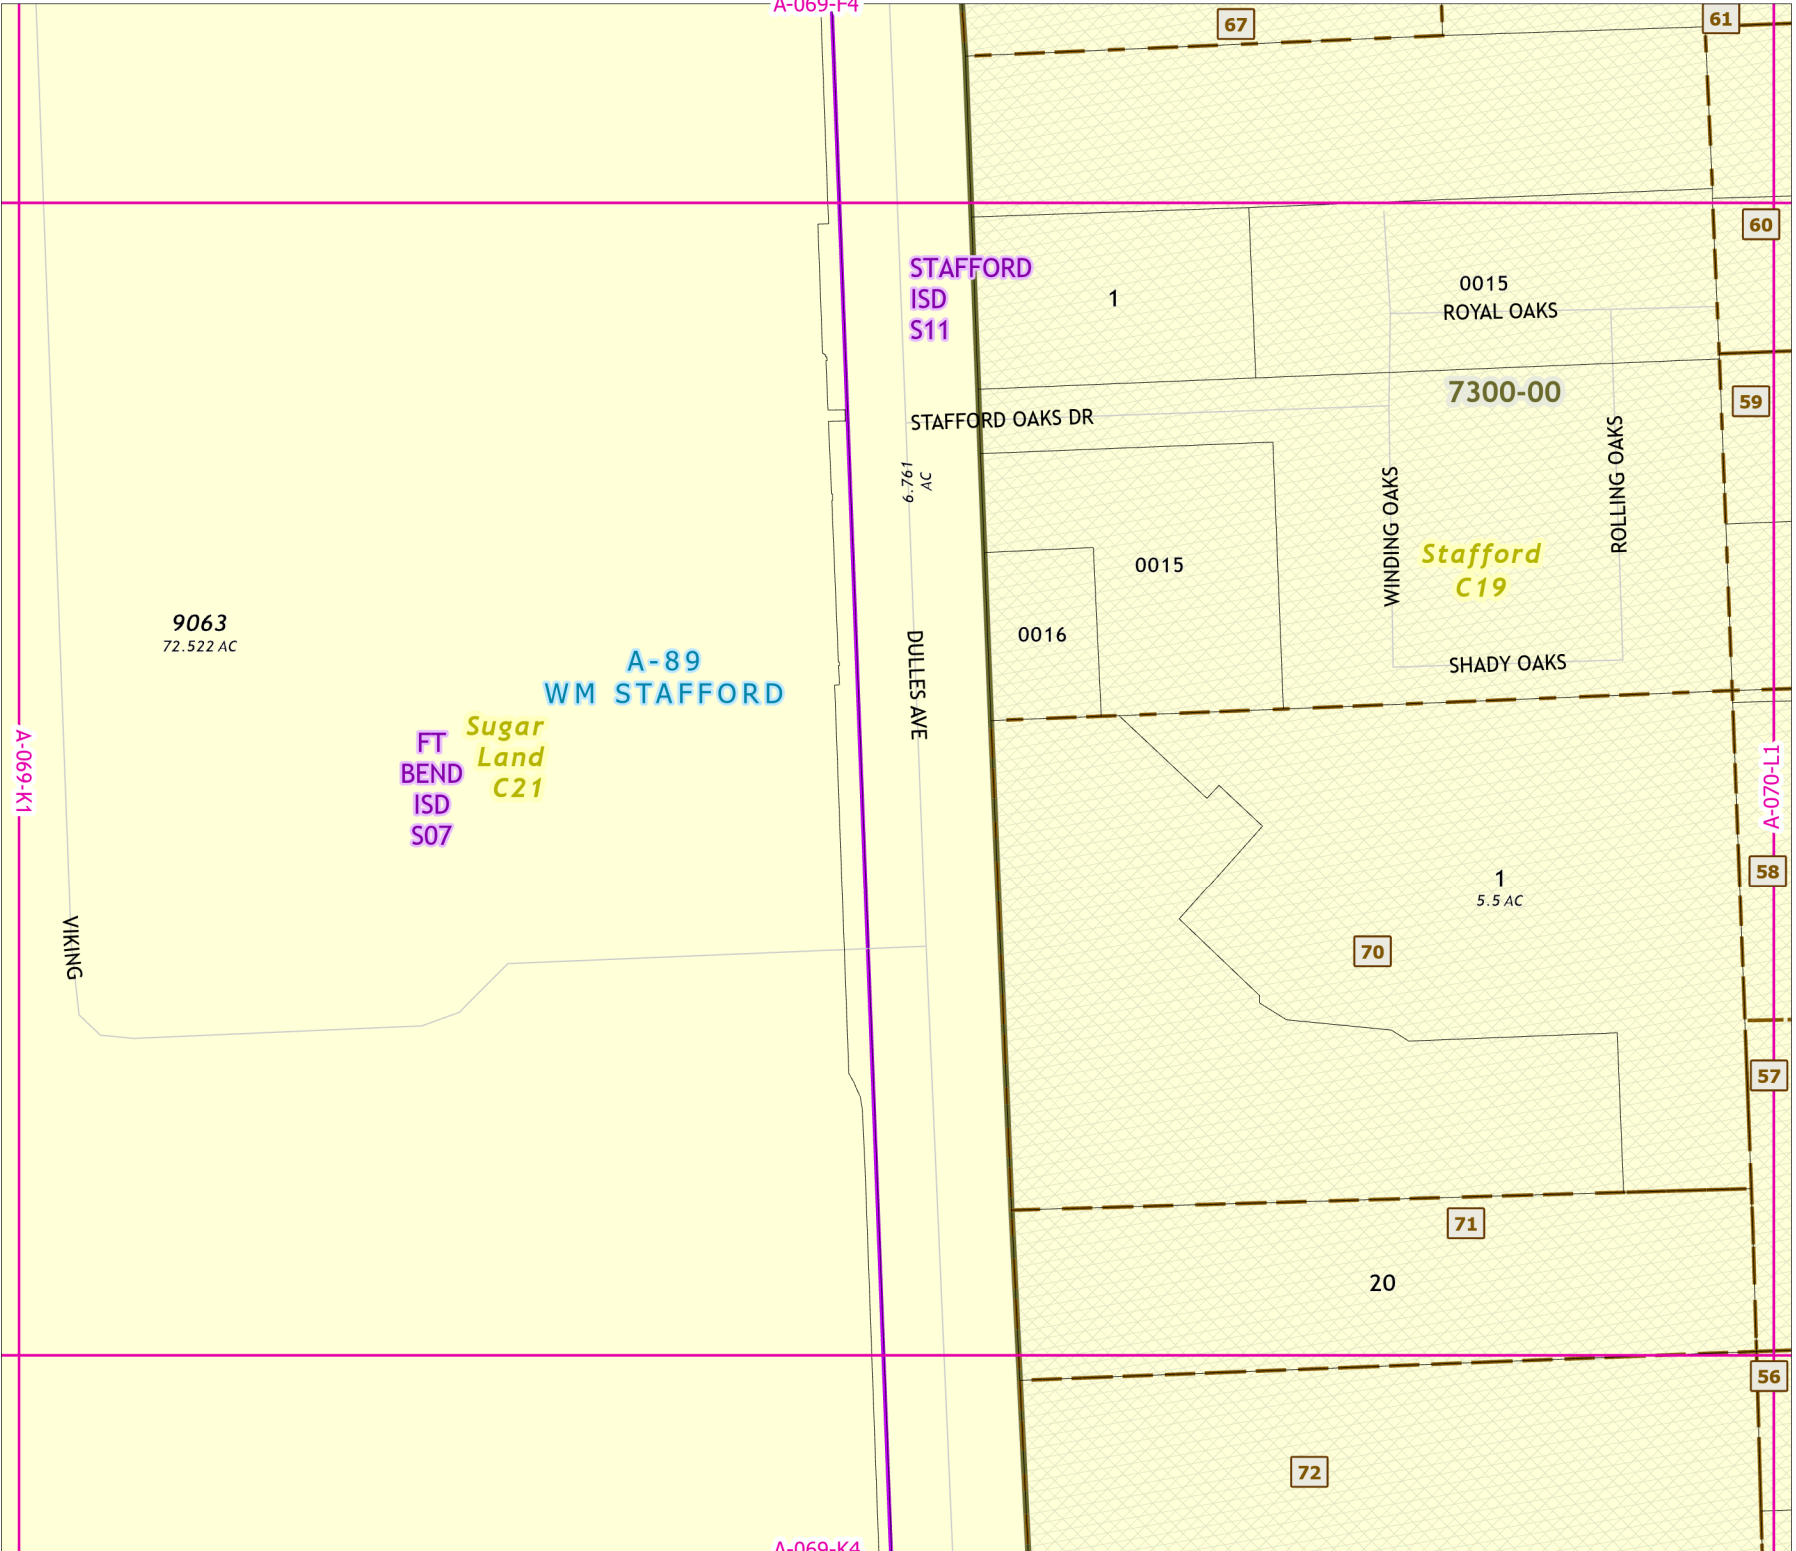 A-069-F4
67
61
60
STAFFORD
ISD
S11
1
0015
ROYAL OAKS
7300-00
59
STAFFORD OAKS DR
6.761
AC
WINDING OAKS
ROLLING OAKS
Stafford
C19
0015
0016
SHADY OAKS
9063
72.522 AC
A-89
WM STAFFORD
DULLES AVE
Sugar
Land
C21
FT
BEND
ISD
S07
A-069-K1
A-070-L1
58
1
5.5 AC
70
VIKING
57
71
20
56
72
A-069-K4